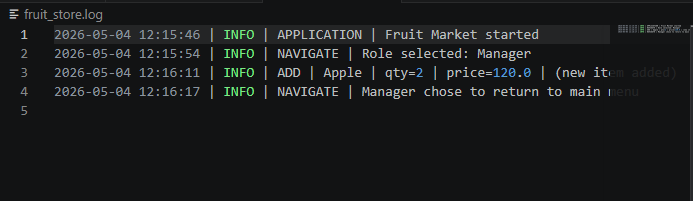 fruit_store.log
1 2026-05-04 12:15:46 | INFO | APPLICATION | Fruit Market started
2 2026-05-04 12:15:54 | INFO | NAVIGATE | Role selected: Manager
3 2026-05-04 12:16:11 | INFO | ADD | Apple | qty=2 | price=120.0 | (new item added)
4 2026-05-04 12:16:17 | INFO | NAVIGATE | Manager chose to return to main menu
5